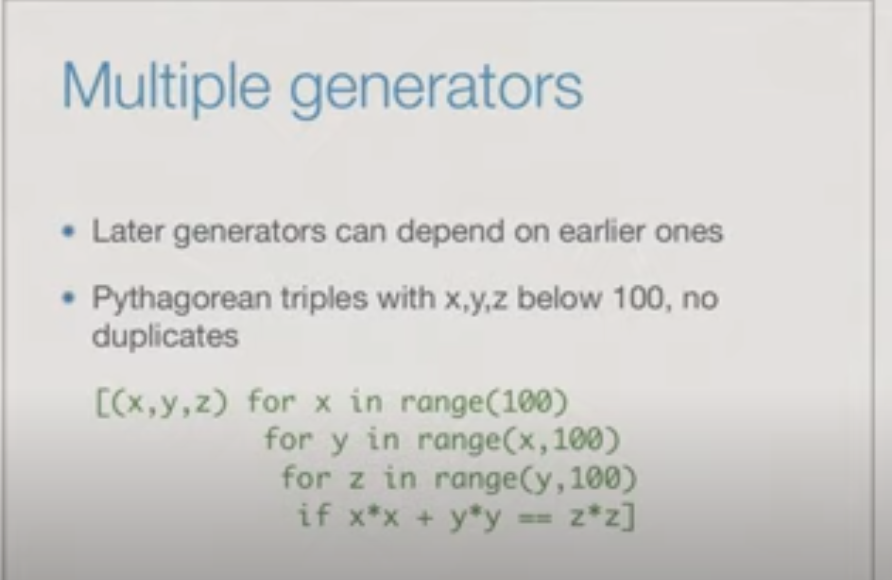 Multiple generators
• Later generators can depend on earlier ones
• Pythagorean triples with x,y,z below 100, no
duplicates
[(x,y,z) for x in range(100)
for y in range(x,100)
for z in range(y,100)
if x*x + y*y == z*z]